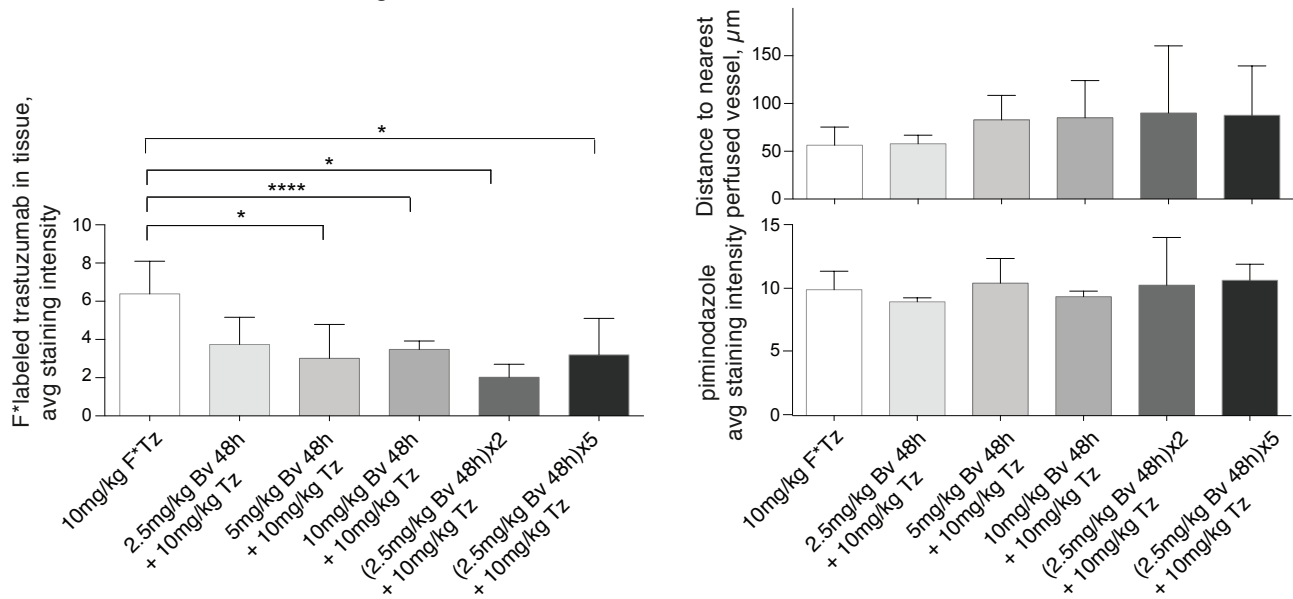 F*labeled trastuzumab in tissue,
avg staining intensity
10
8
6
4
2
0
*
*
****
*
10mg/kg F*Tz
2.5mg/kg Bv 48h
+ 10mg/kg Tz
5mg/kg Bv 48h
+ 10mg/kg Tz
10mg/kg Bv 48h
+ 10mg/kg Tz
(2.5mg/kg Bv 48h)x2
+ 10mg/kg Tz
(2.5mg/kg Bv 48h)x5
+ 10mg/kg Tz
Distance to nearest
perfused vessel, µm
150
100
50
0
piminodazole
avg staining intensity
15
10
5
0
10mg/kg F*Tz
2.5mg/kg Bv 48h
+ 10mg/kg Tz
5mg/kg Bv 48h
+ 10mg/kg Tz
10mg/kg Bv 48h
+ 10mg/kg Tz
(2.5mg/kg Bv 48h)x2
+ 10mg/kg Tz
(2.5mg/kg Bv 48h)x5
+ 10mg/kg Tz